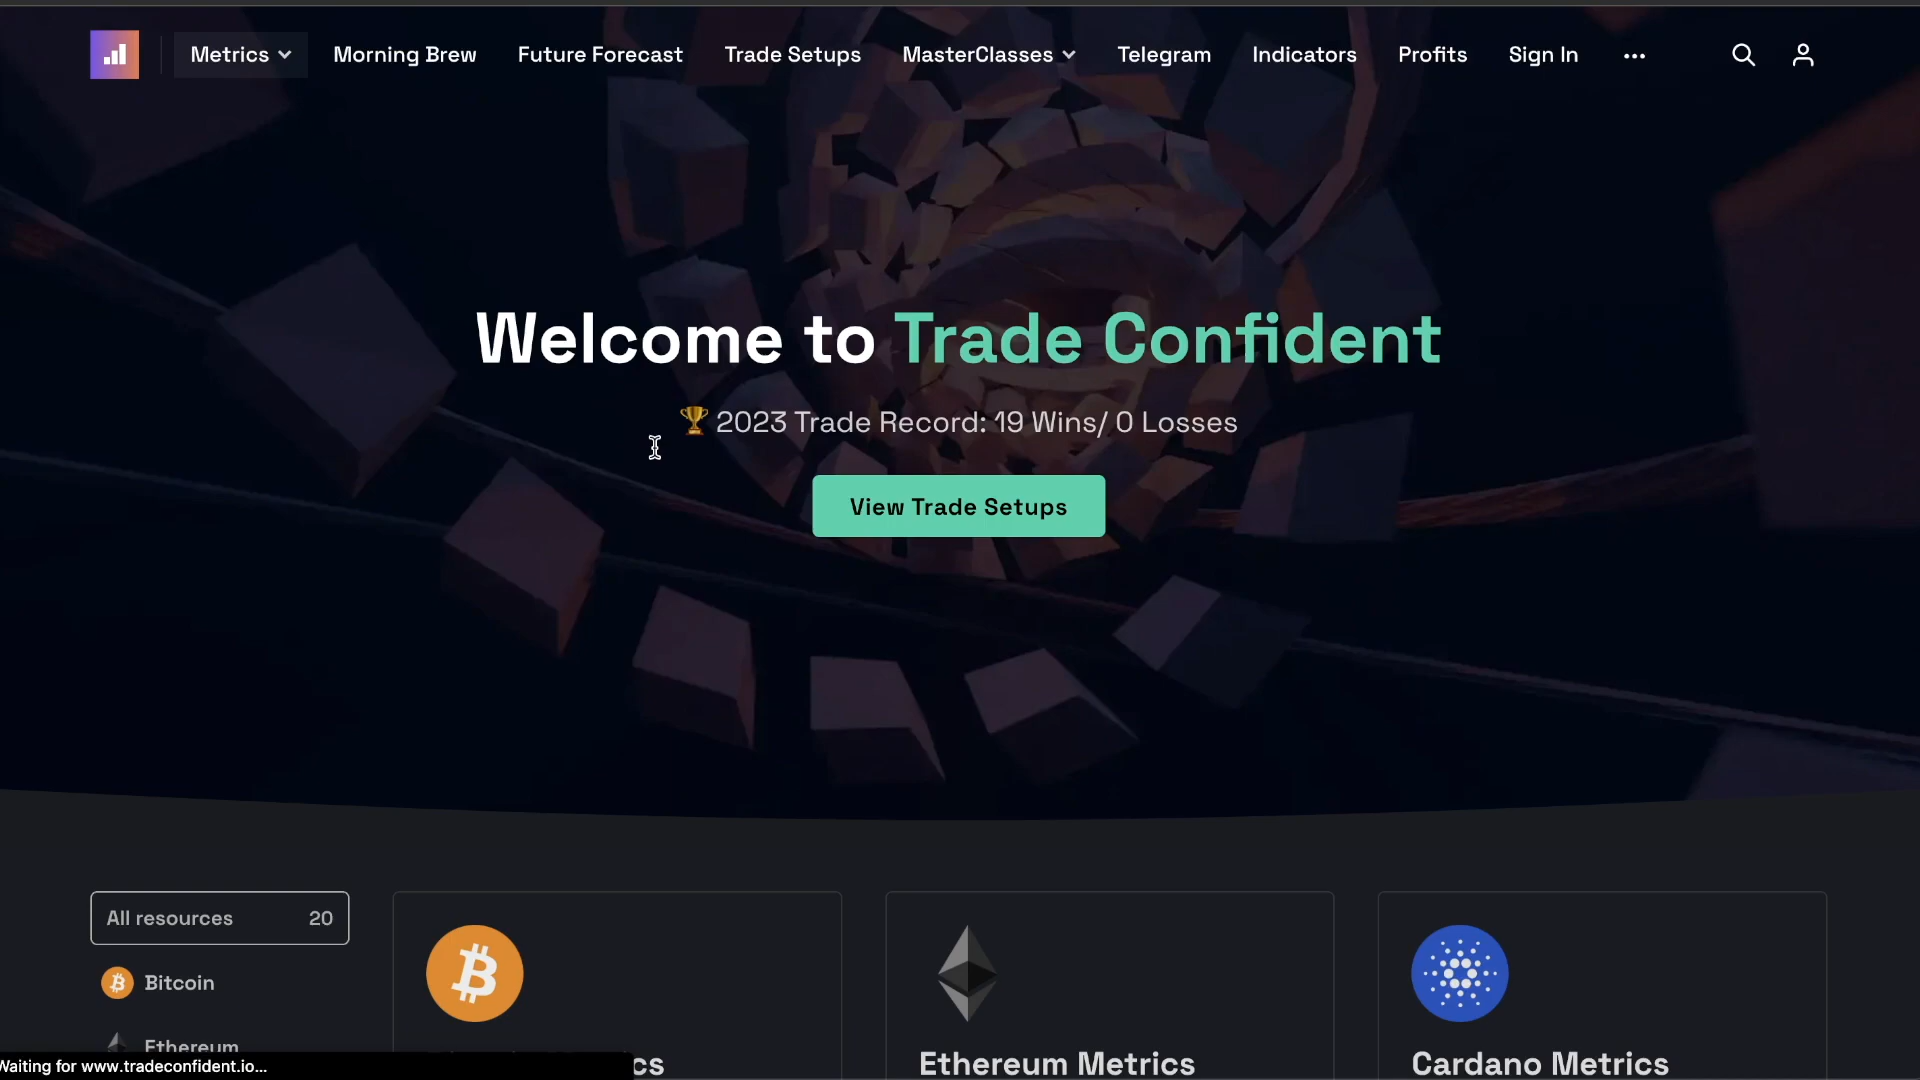 Metrics Morning Brew Future Forecast Trade Setups MasterClasses Telegram Indicators Profits Sign In
Welcome to Trade Confident
🏆 2023 Trade Record: 19 Wins/ 0 Losses
View Trade Setups
All resources 20
Bitcoin
Ethereum
cs
Ethereum Metrics
Cardano Metrics
Waiting for www.tradeconfident.io...